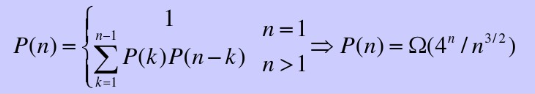 P(n) = { 1 n = 1
∑_{k=1}^{n-1} P(k)P(n-k) n > 1 ⇒ P(n) = Ω(4^n / n^{3/2})